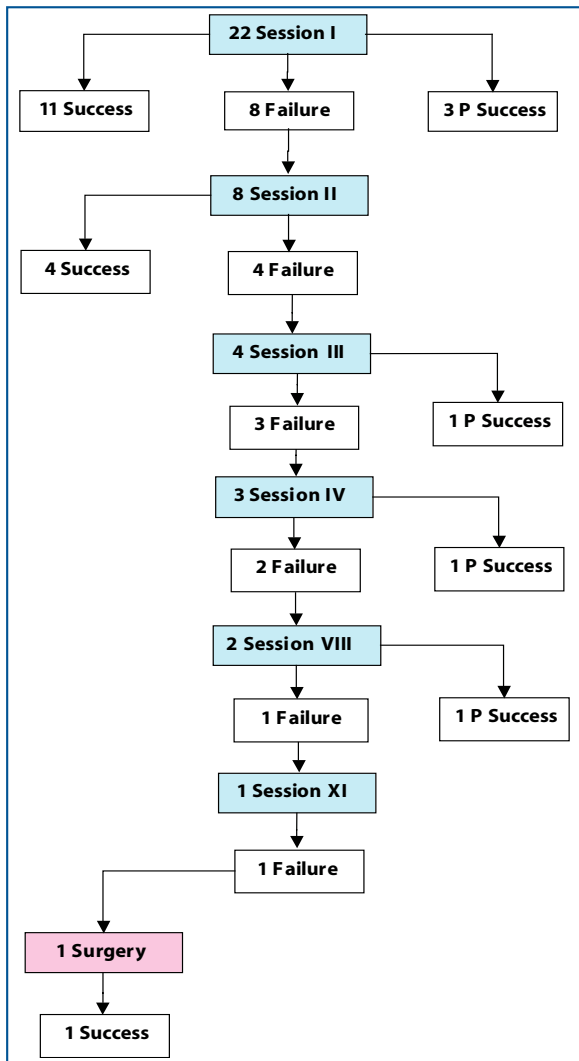 22 Session I
11 Success
8 Failure
3 P Success
8 Session II
4 Success
4 Failure
4 Session III
3 Failure
1 P Success
3 Session IV
2 Failure
1 P Success
2 Session VIII
1 Failure
1 P Success
1 Session XI
1 Failure
1 Surgery
1 Success